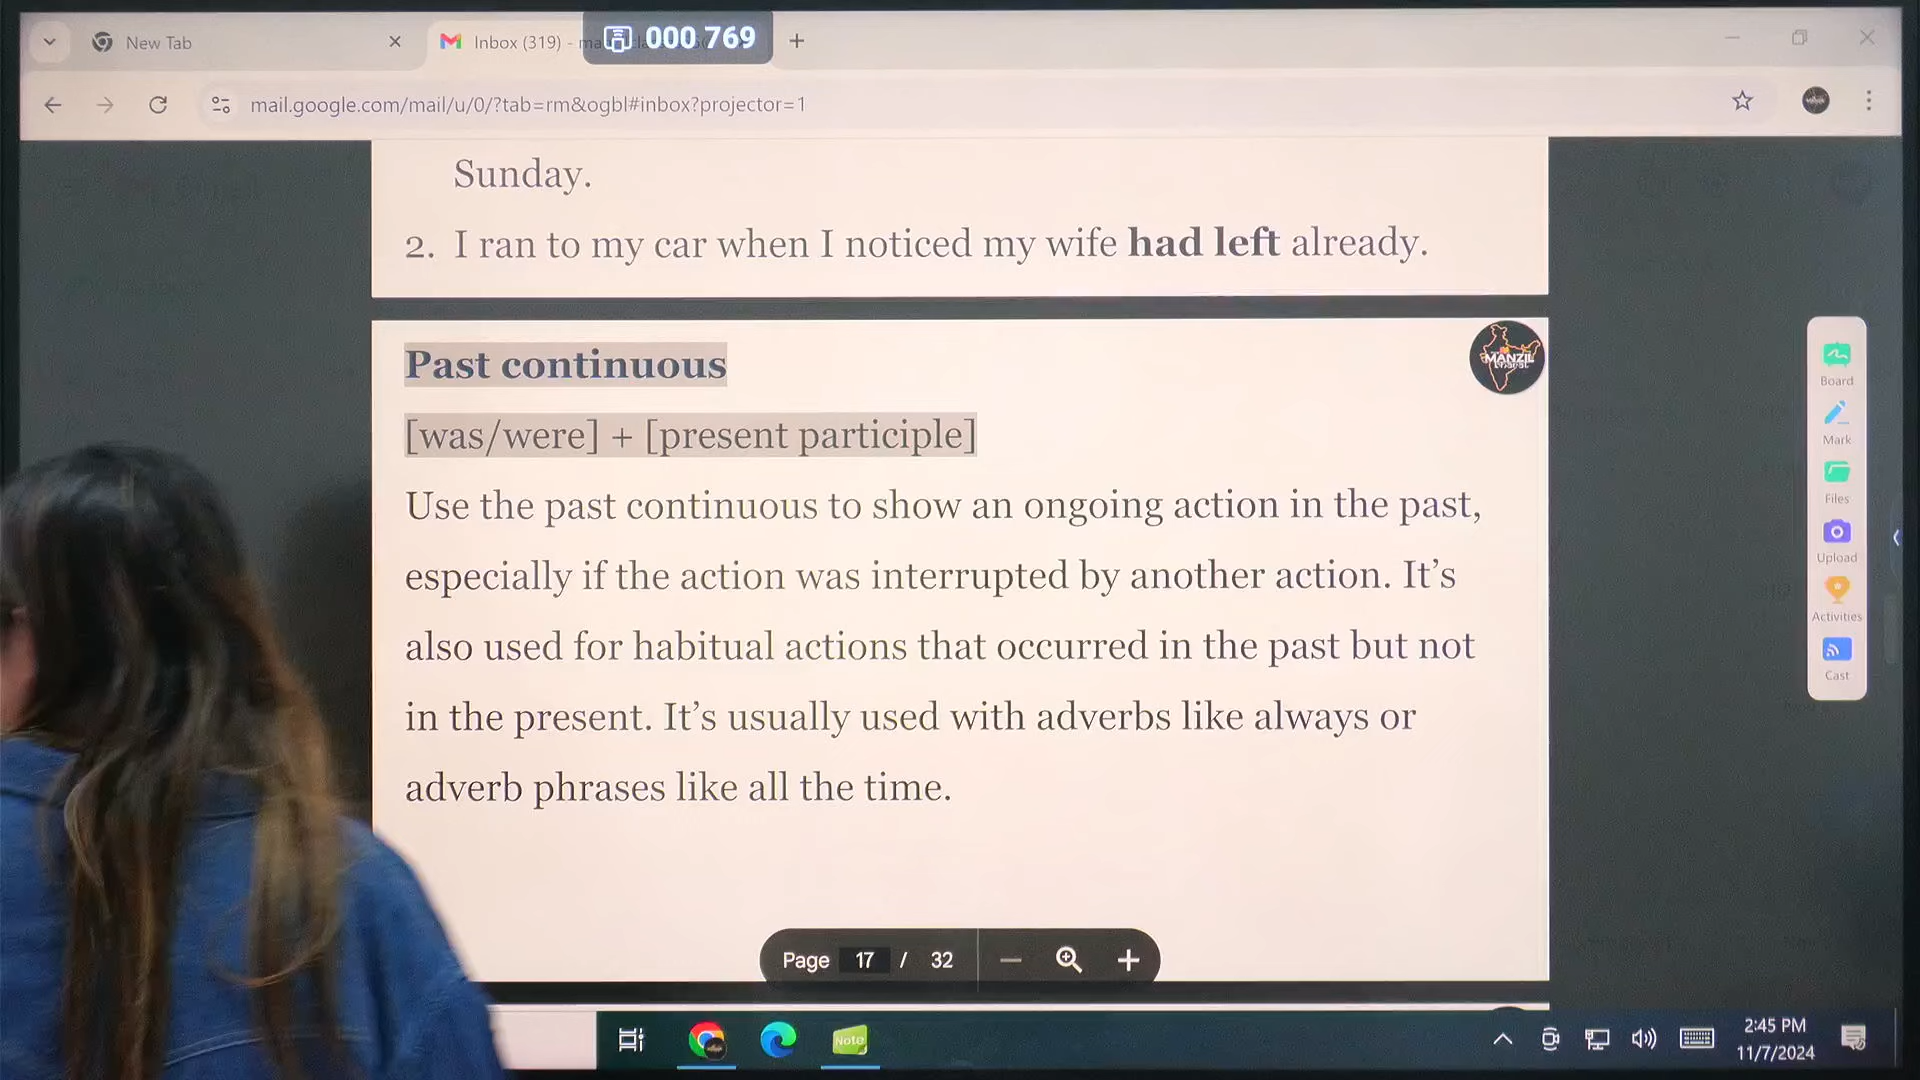 New Tab
Inbox (319) -
000 769
mail.google.com/mail/u/0/?tab=rm&ogbl#inbox?projector=1
Sunday.
2. I ran to my car when I noticed my wife had left already.
Past continuous
MANZIL
[was/were] + [present participle]
Use the past continuous to show an ongoing action in the past,
especially if the action was interrupted by another action. It's
also used for habitual actions that occurred in the past but not
in the present. It's usually used with adverbs like always or
adverb phrases like all the time.
Board
Mark
Files
Upload
Activities
Cast
Page 17 / 32
Note
2:45 PM
11/7/2024